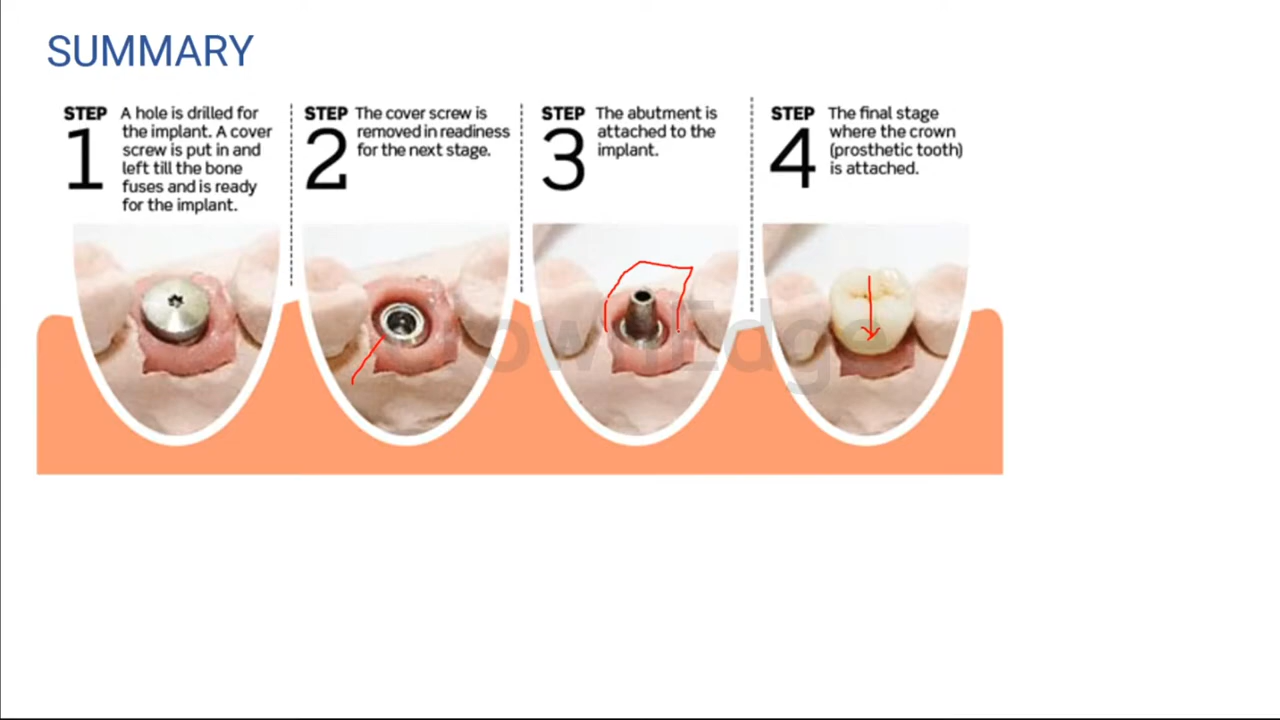 SUMMARY
STEP 1
A hole is drilled for
the implant. A cover
screw is put in and
left till the bone
fuses and is ready
for the implant.
STEP 2
The cover screw is
removed in readiness
for the next stage.
STEP 3
The abutment is
attached to the
implant.
STEP 4
The final stage
where the crown
(prosthetic tooth)
is attached.
CrownEdge